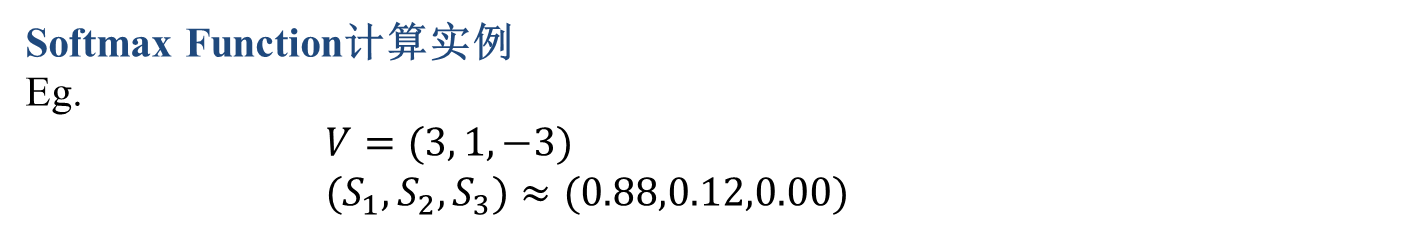 Softmax Function计算实例
Eg.
V = (3, 1, −3)
(S₁, S₂, S₃) ≈ (0.88,0.12,0.00)